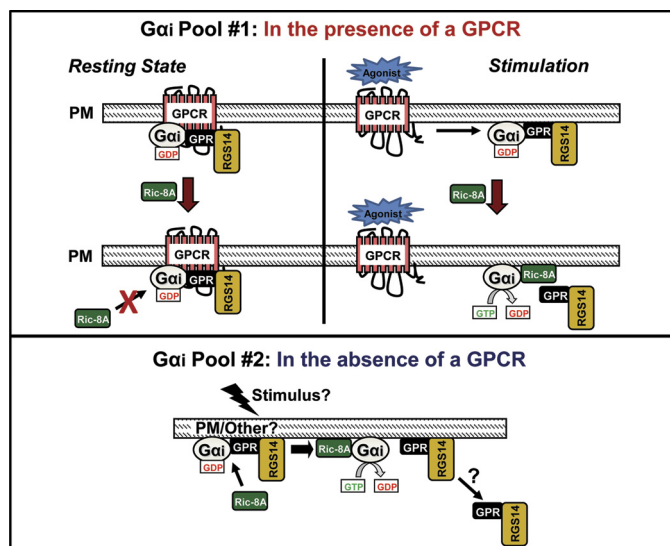 Gαi Pool #1: In the presence of a GPCR
Resting State
Stimulation
Agonist
PM
GPCR
GPCR
Gαi
GPR
RGS14
GDP
Gαi
GPR
RGS14
GDP
Ric-8A
Ric-8A
Agonist
PM
GPCR
GPCR
Gαi
GPR
RGS14
GDP
X
Ric-8A
Gαi
Ric-8A
GPR
RGS14
GTP
GDP
Gαi Pool #2: In the absence of a GPCR
Stimulus?
PM/Other?
Gαi
GPR
RGS14
GDP
Ric-8A
Ric-8A
Gαi
GPR
RGS14
GTP
GDP
?
GPR
RGS14